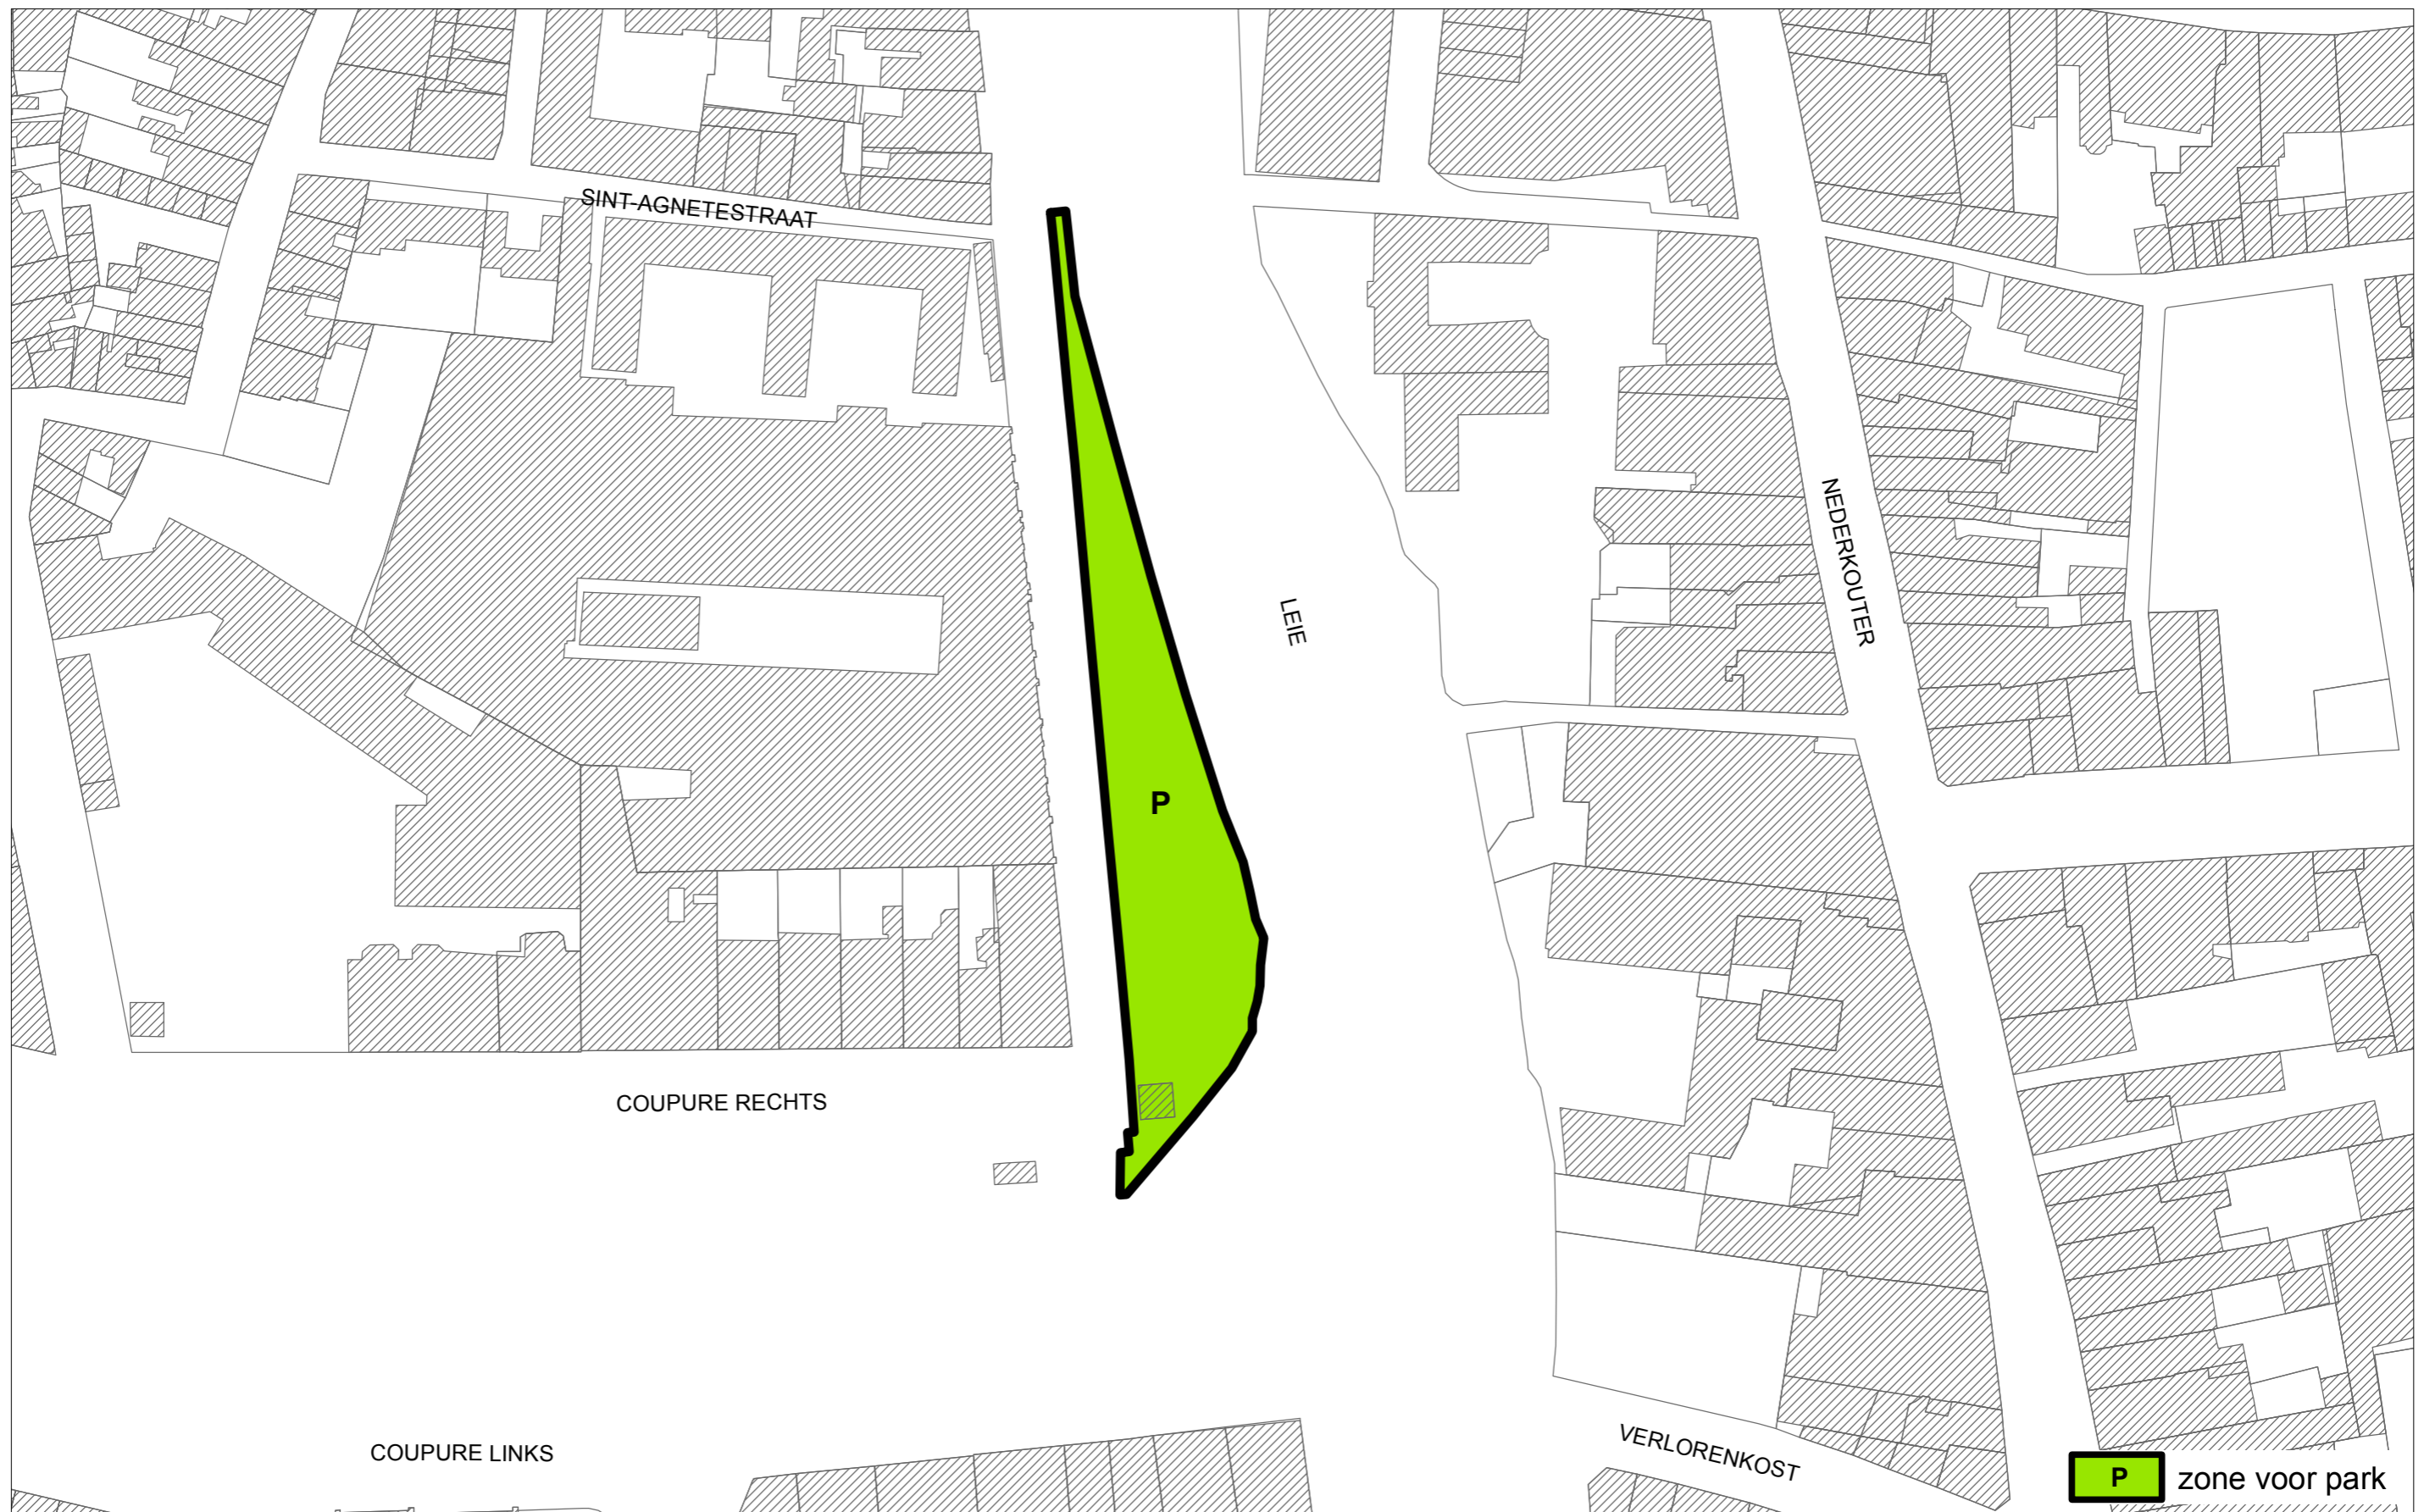 SINT-AGNETESTRAAT
NEDERKOUTER
LEIE
P
COUPURE RECHTS
COUPURE LINKS
VERLORENKOST
P zone voor park